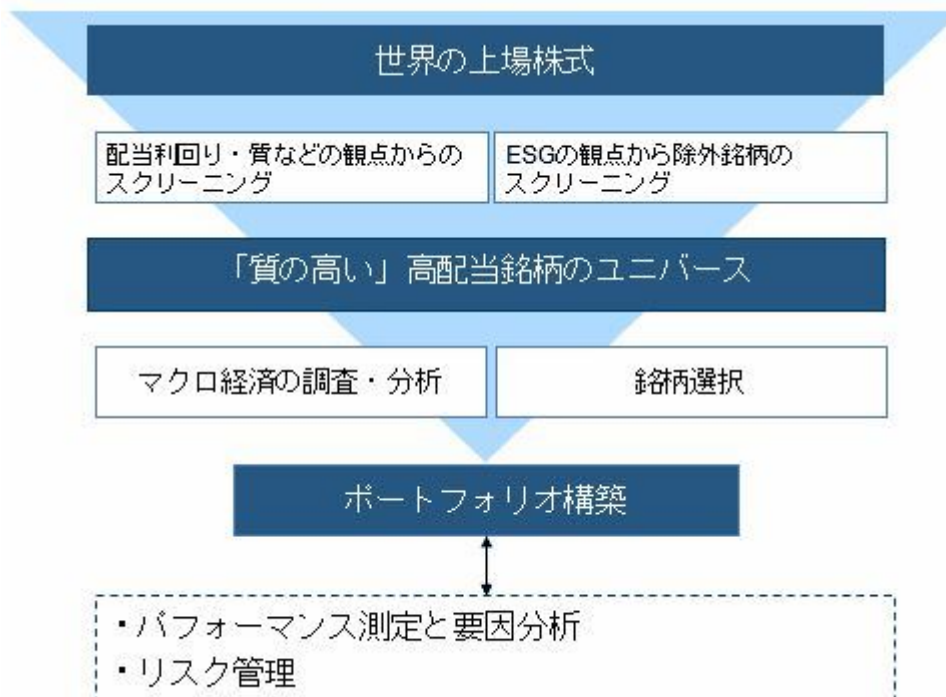 世界の上場株式
配当利回り・質などの観点からの
スクリーニング
ESGの観点から除外銘柄の
スクリーニング
「質の高い」高配当銘柄のユニバース
マクロ経済の調査・分析
銘柄選択
ポートフォリオ構築
・パフォーマンス測定と要因分析
・リスク管理